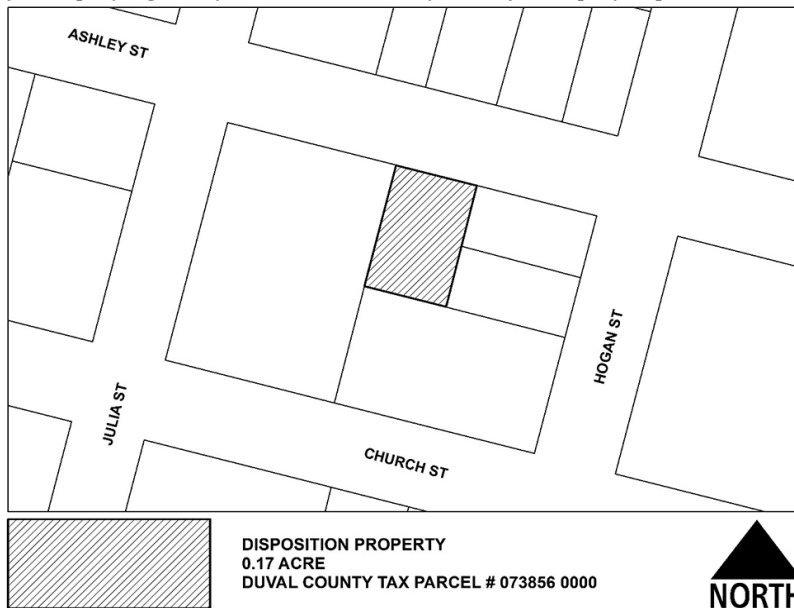 ASHLEY ST
HOGAN ST
JULIA ST
CHURCH ST
DISPOSITION PROPERTY
0.17 ACRE
DUVAL COUNTY TAX PARCEL # 073856 0000
NORTH